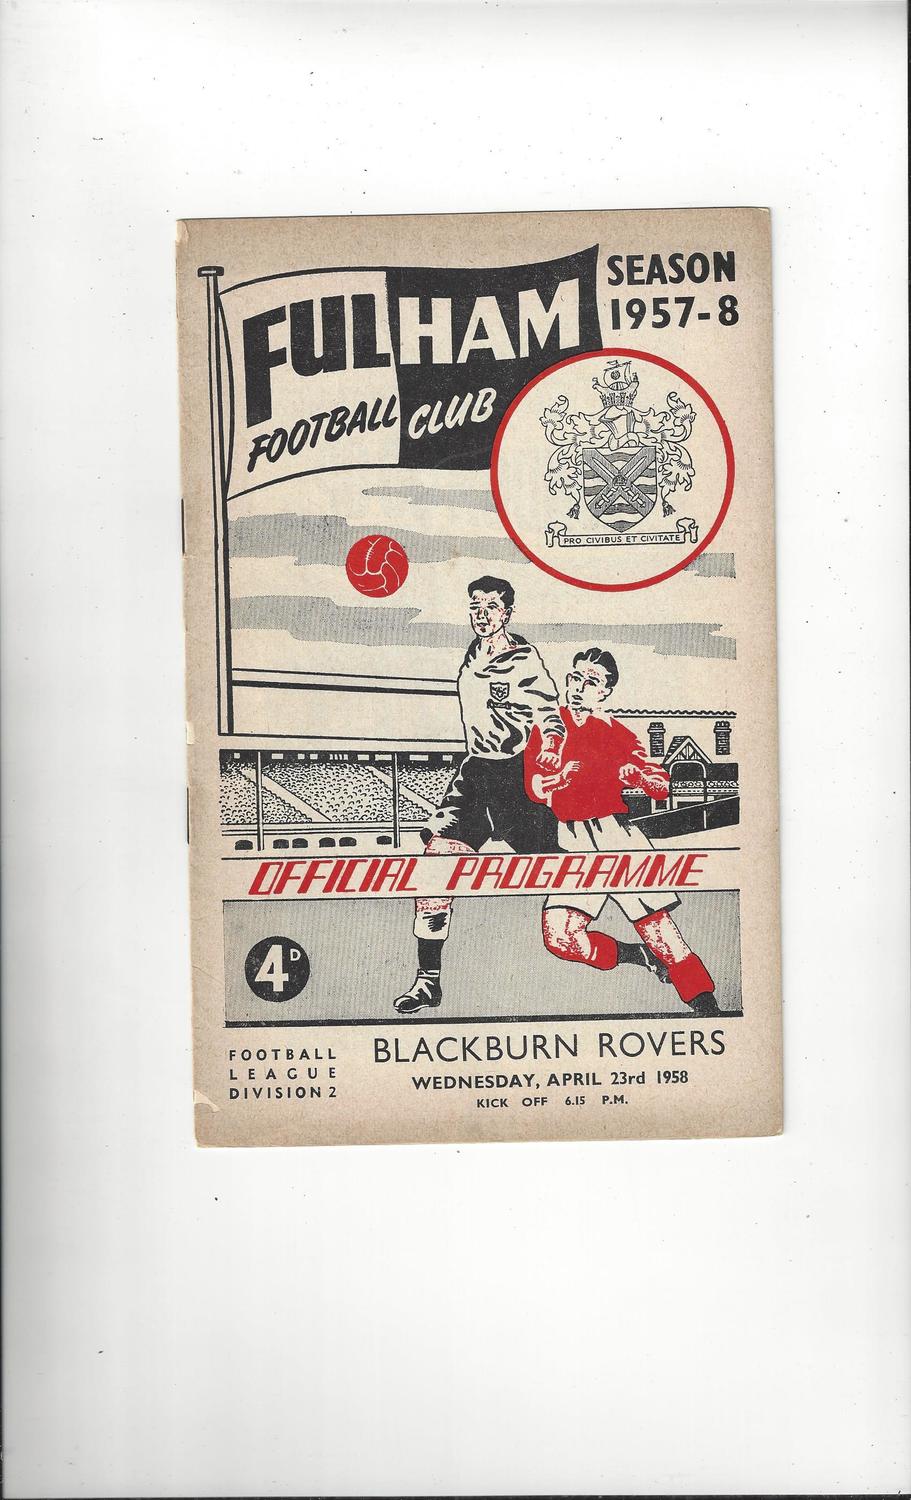 SEASON
1957-8
FULHAM
FOOTBALL CLUB
PRO CIVIBUS ET CIVITATE
OFFICIAL PROGRAMME
4D
FOOTBALL
LEAGUE
DIVISION 2
BLACKBURN ROVERS
WEDNESDAY, APRIL 23rd 1958
KICK OFF 6.15 P.M.